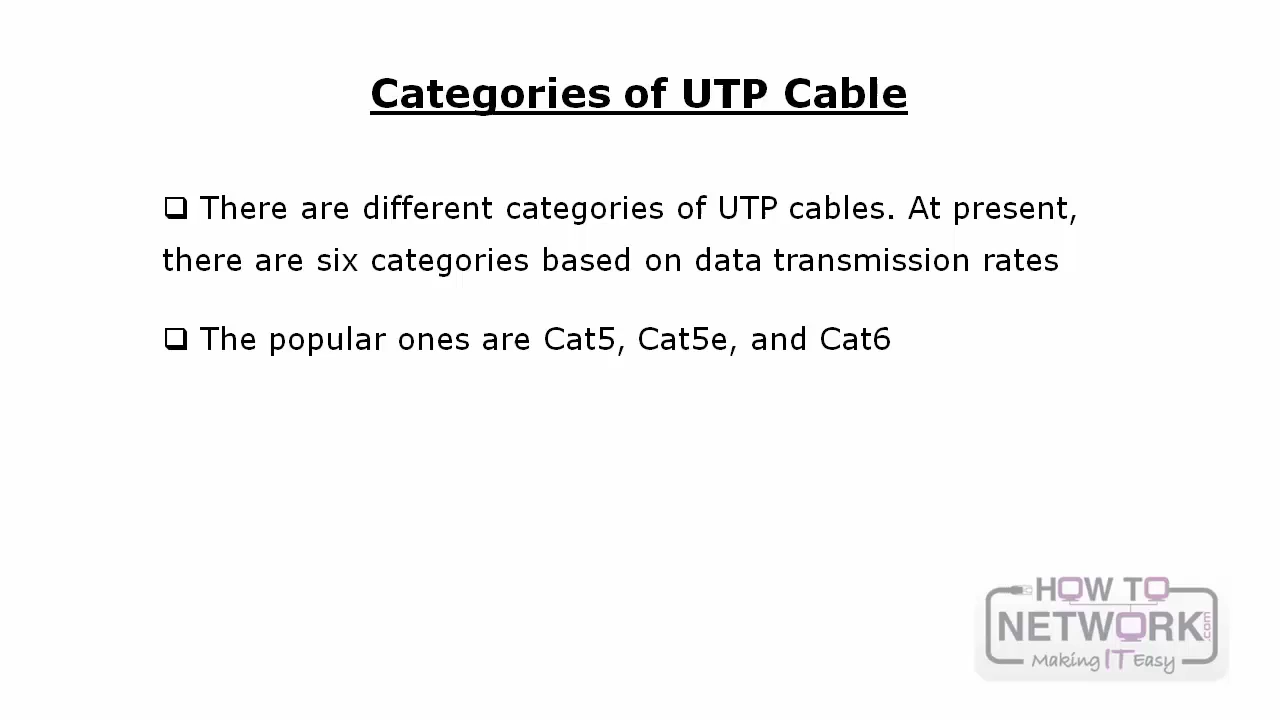 Categories of UTP Cable
❑ There are different categories of UTP cables. At present,
there are six categories based on data transmission rates
❑ The popular ones are Cat5, Cat5e, and Cat6
HOW TO
NETWORK.com
Making IT Easy